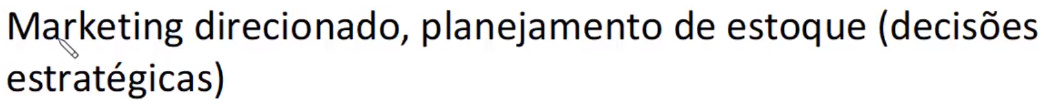 Marketing direcionado, planejamento de estoque (decisões
estratégicas)